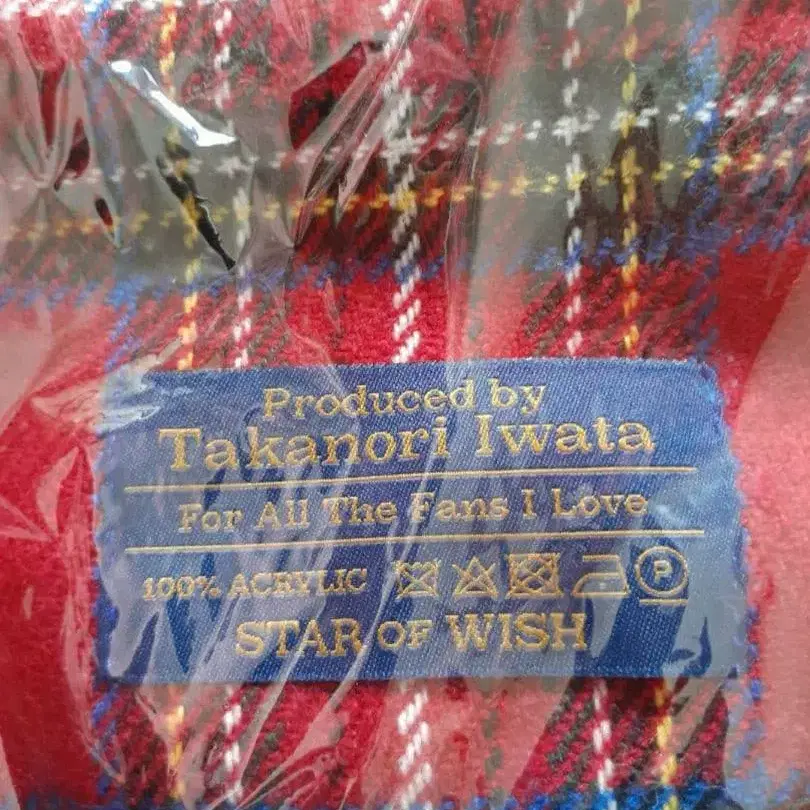 Produced by
Takanori Iwata
For All The Fans I Love
100% ACRYLIC P
STAR OF WISH